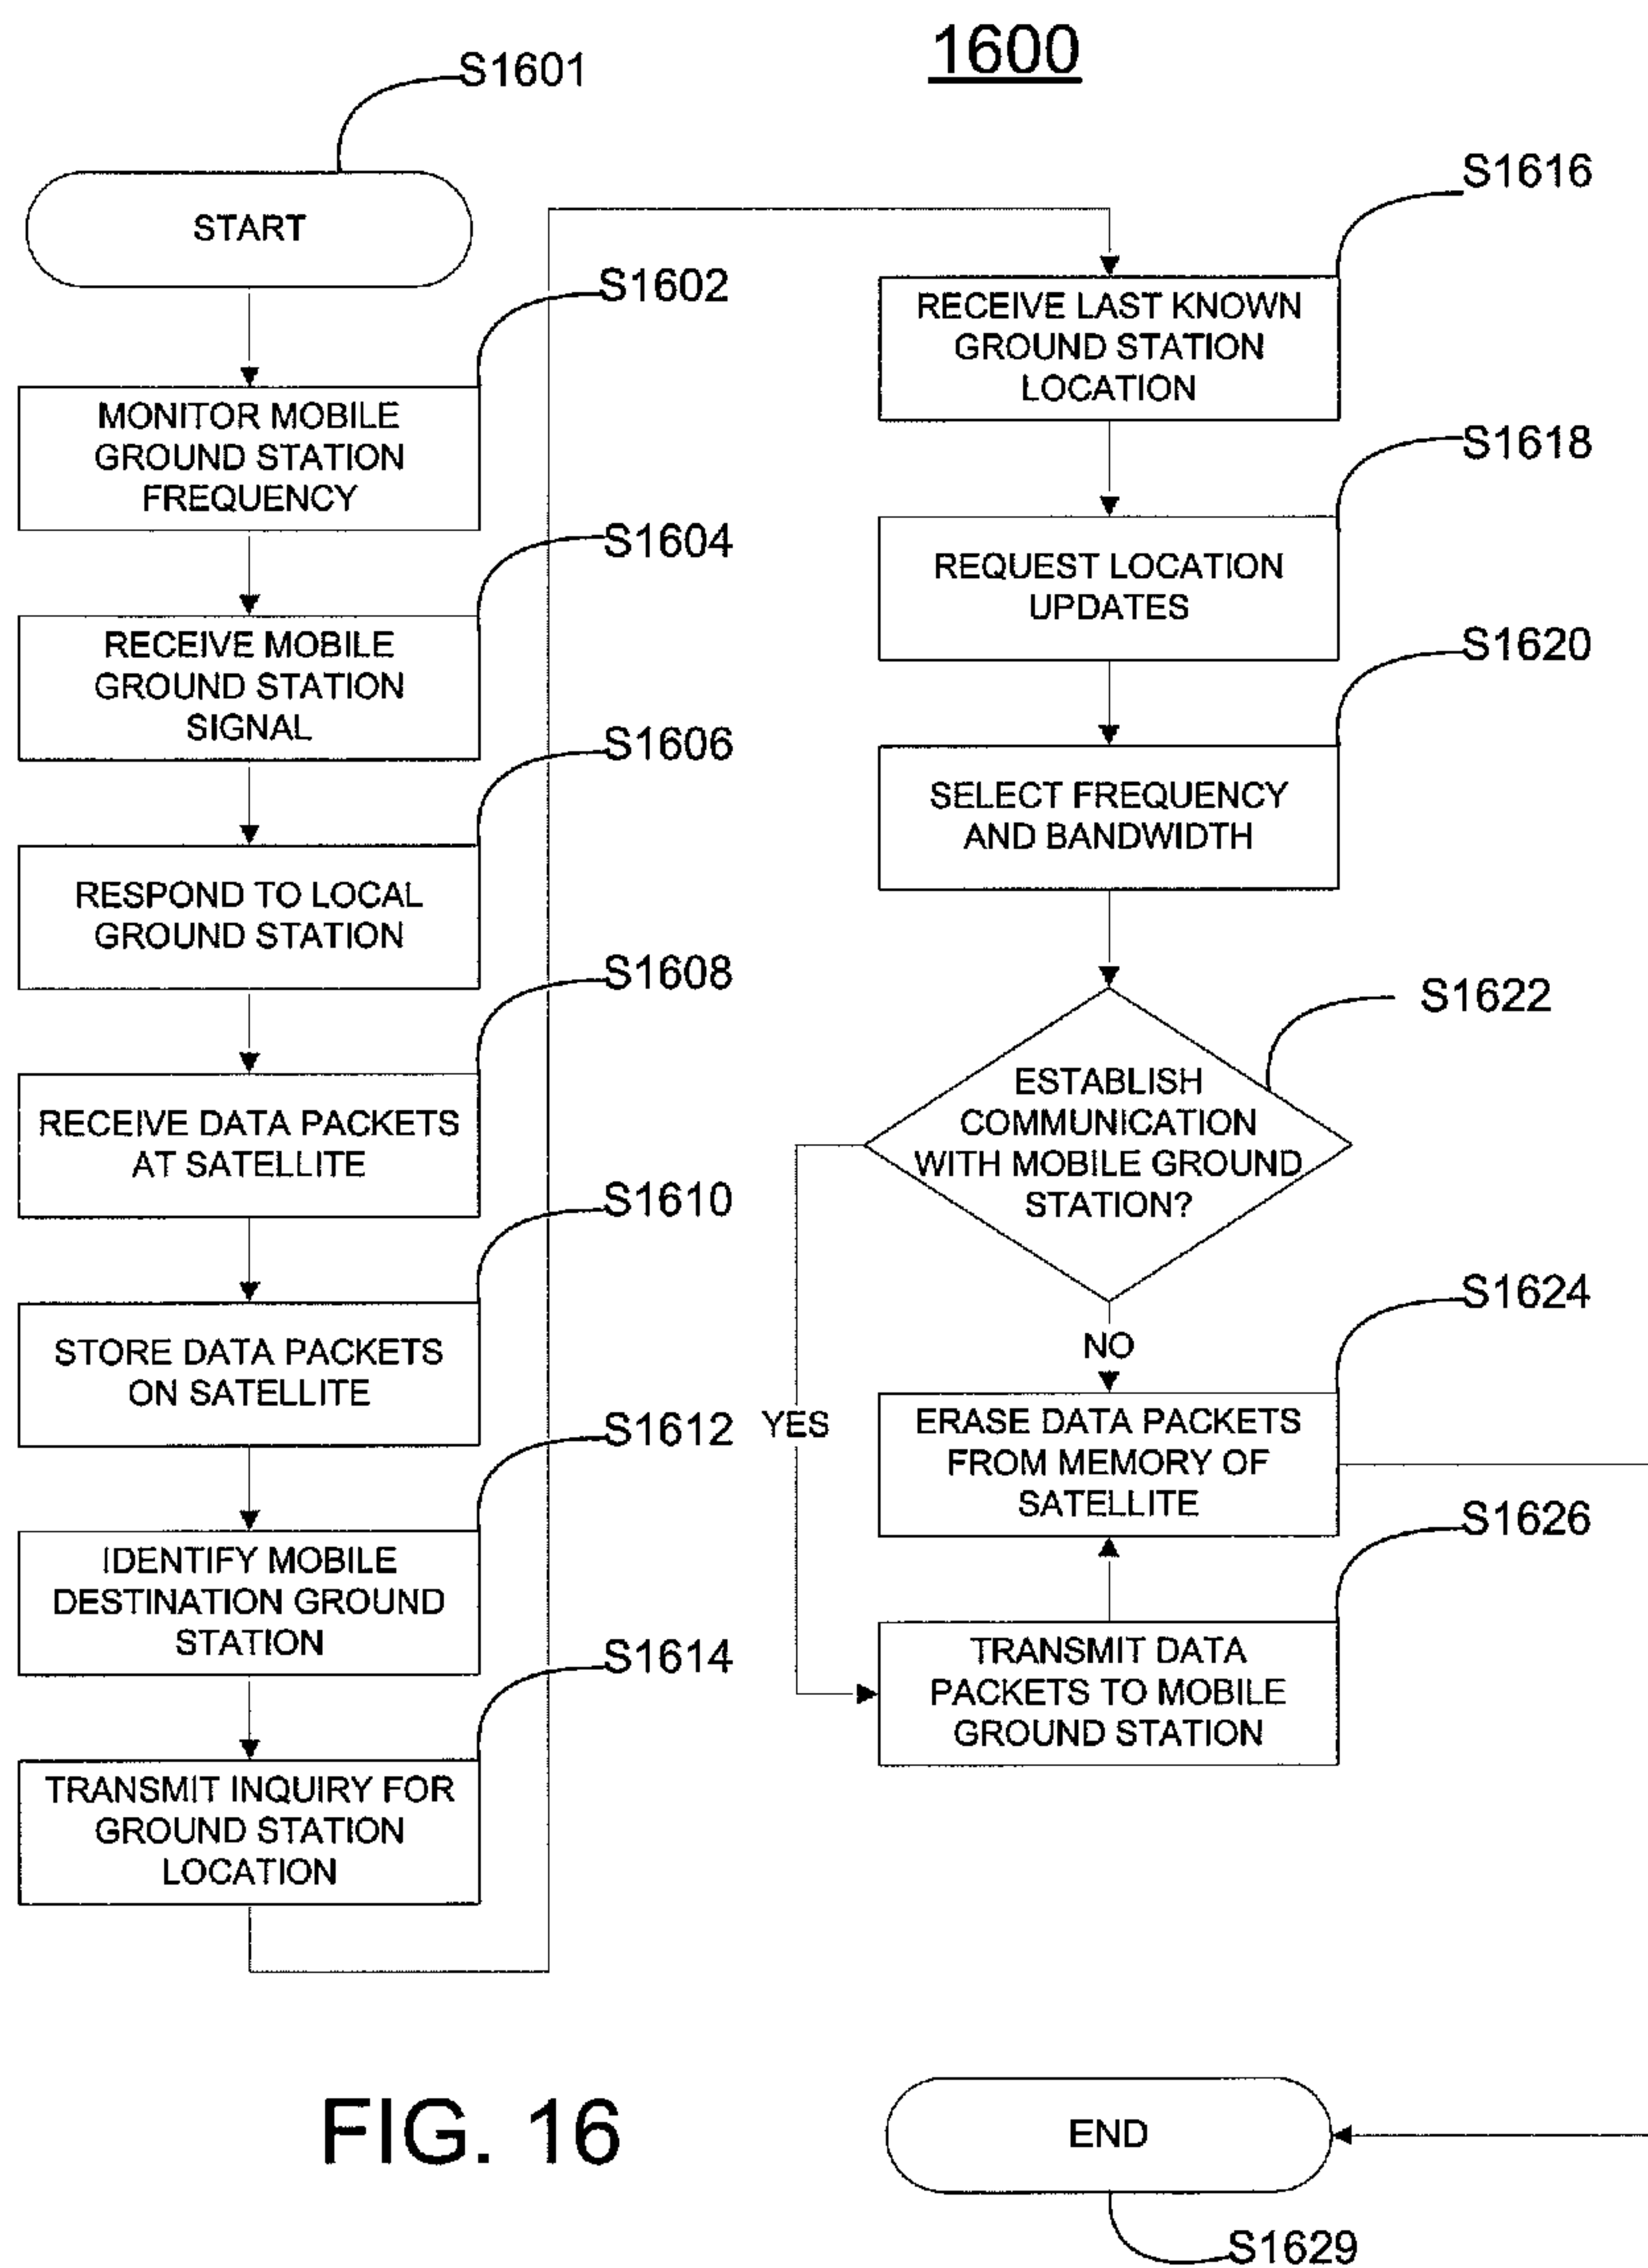 1600
S1601
START
S1602
MONITOR MOBILE
GROUND STATION
FREQUENCY
S1604
RECEIVE MOBILE
GROUND STATION
SIGNAL
S1606
RESPOND TO LOCAL
GROUND STATION
S1608
RECEIVE DATA PACKETS
AT SATELLITE
S1610
STORE DATA PACKETS
ON SATELLITE
S1612
IDENTIFY MOBILE
DESTINATION GROUND
STATION
S1614
TRANSMIT INQUIRY FOR
GROUND STATION
LOCATION
S1616
RECEIVE LAST KNOWN
GROUND STATION
LOCATION
S1618
REQUEST LOCATION
UPDATES
S1620
SELECT FREQUENCY
AND BANDWIDTH
S1622
ESTABLISH
COMMUNICATION
WITH MOBILE GROUND
STATION?
NO
YES
S1624
ERASE DATA PACKETS
FROM MEMORY OF
SATELLITE
S1626
TRANSMIT DATA
PACKETS TO MOBILE
GROUND STATION
END
S1629
FIG. 16